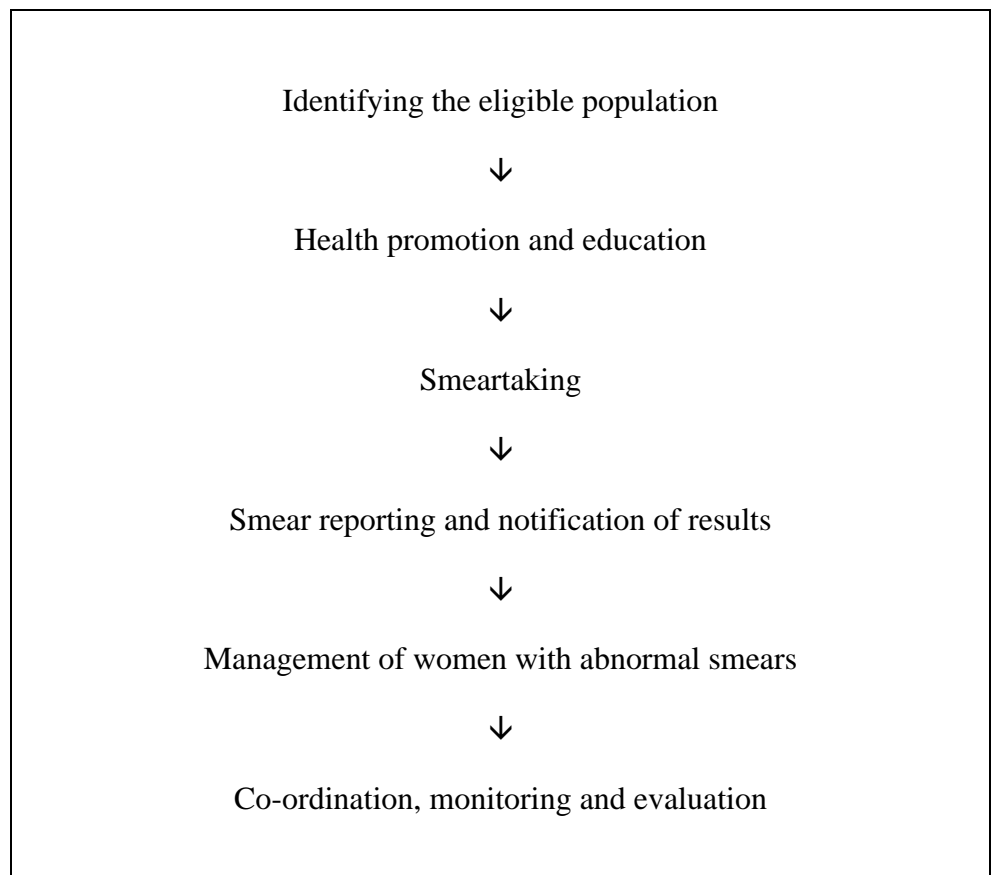 Identifying the eligible population
↓
Health promotion and education
↓
Smeartaking
↓
Smear reporting and notification of results
↓
Management of women with abnormal smears
↓
Co-ordination, monitoring and evaluation